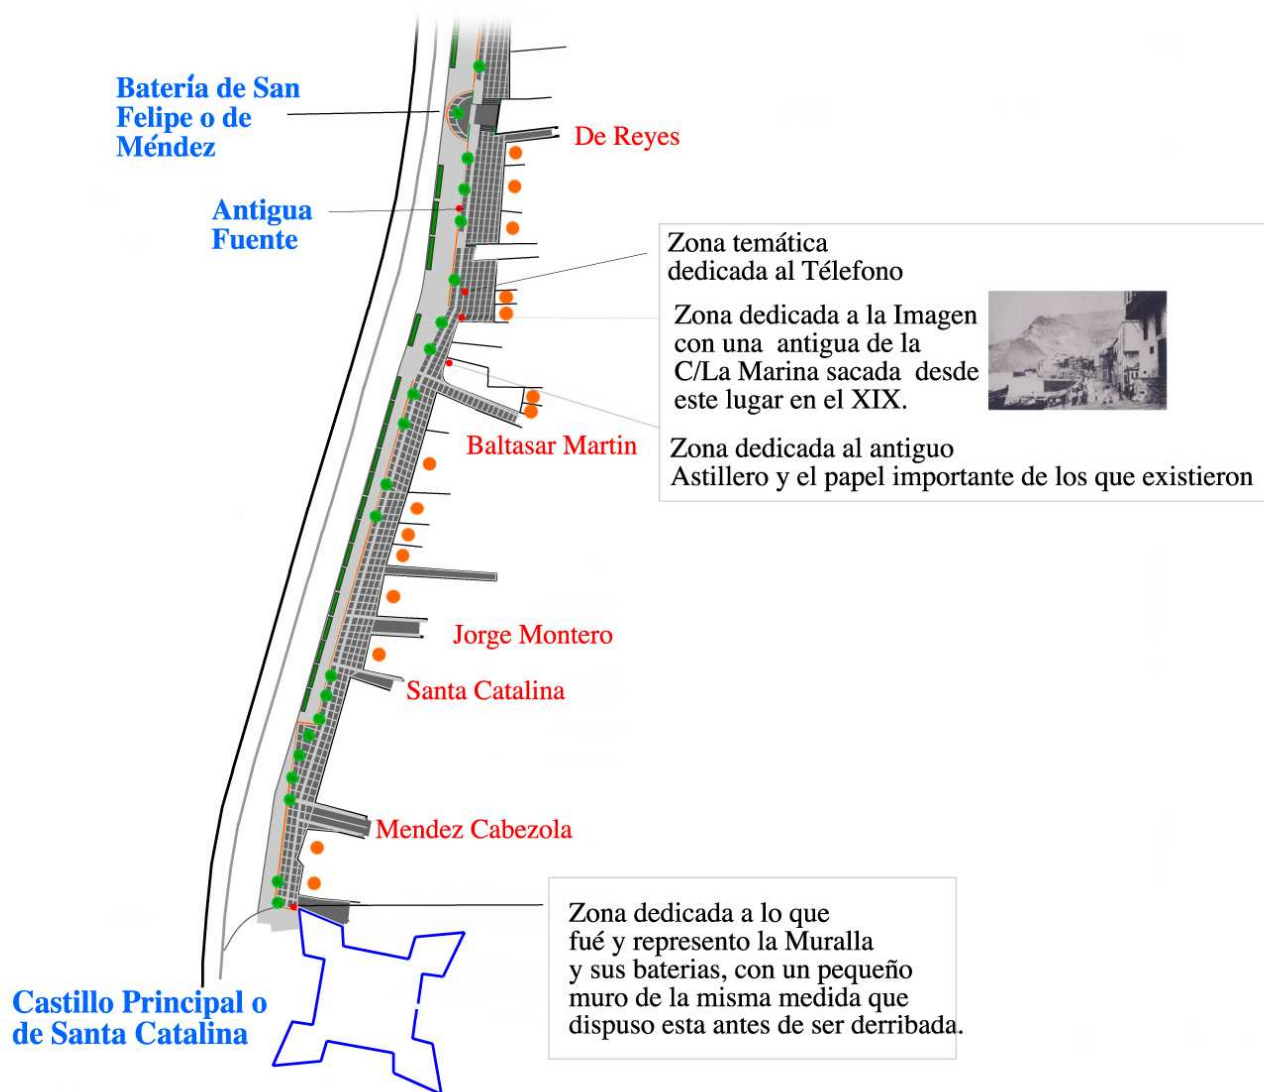 Batería de San
Felipe o de
Méndez
De Reyes
Antigua
Fuente
Zona temática
dedicada al Télefono
Zona dedicada a la Imagen
con una antigua de la
C/La Marina sacada desde
este lugar en el XIX.
Zona dedicada al antiguo
Astillero y el papel importante de los que existieron
Baltasar Martin
Jorge Montero
Santa Catalina
Mendez Cabezola
Zona dedicada a lo que
fué y represento la Muralla
y sus baterias, con un pequeño
muro de la misma medida que
dispuso esta antes de ser derribada.
Castillo Principal o
de Santa Catalina